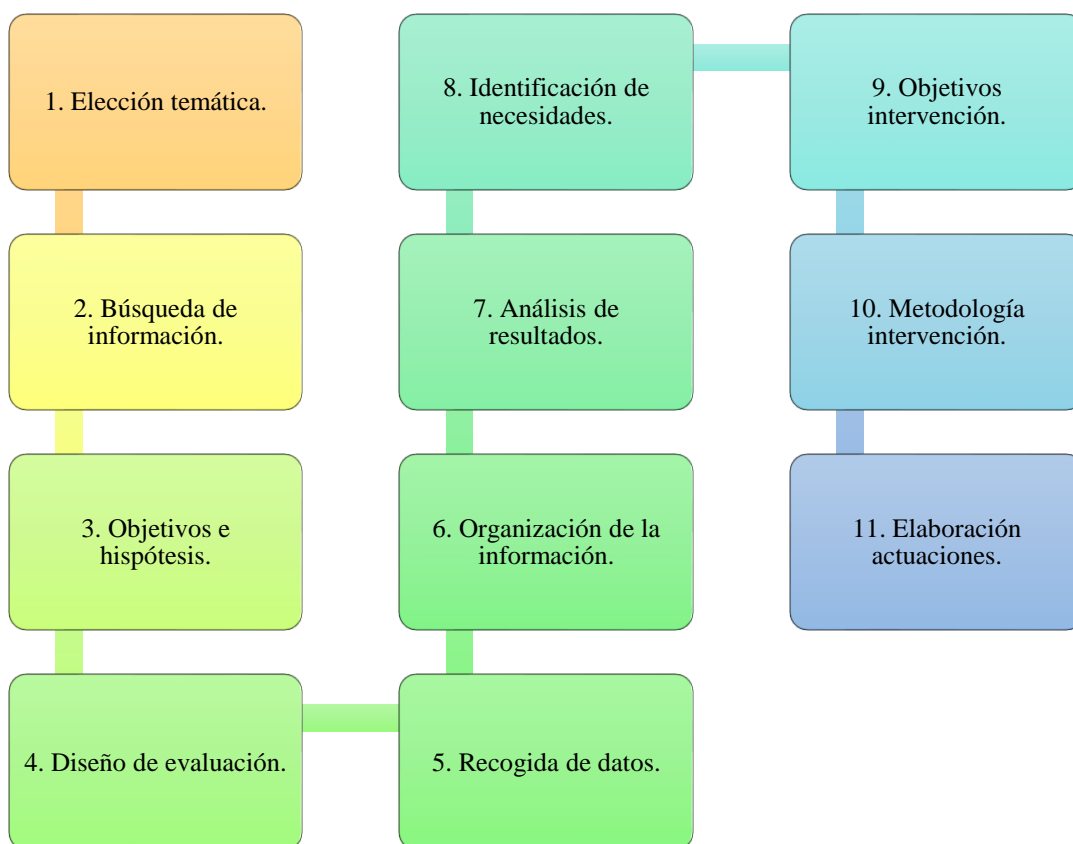 1. Elección temática.
2. Búsqueda de
información.
3. Objetivos e
hispótesis.
4. Diseño de evaluación.
5. Recogida de datos.
6. Organización de la
información.
7. Análisis de
resultados.
8. Identificación de
necesidades.
9. Objetivos
intervención.
10. Metodología
intervención.
11. Elaboración
actuaciones.